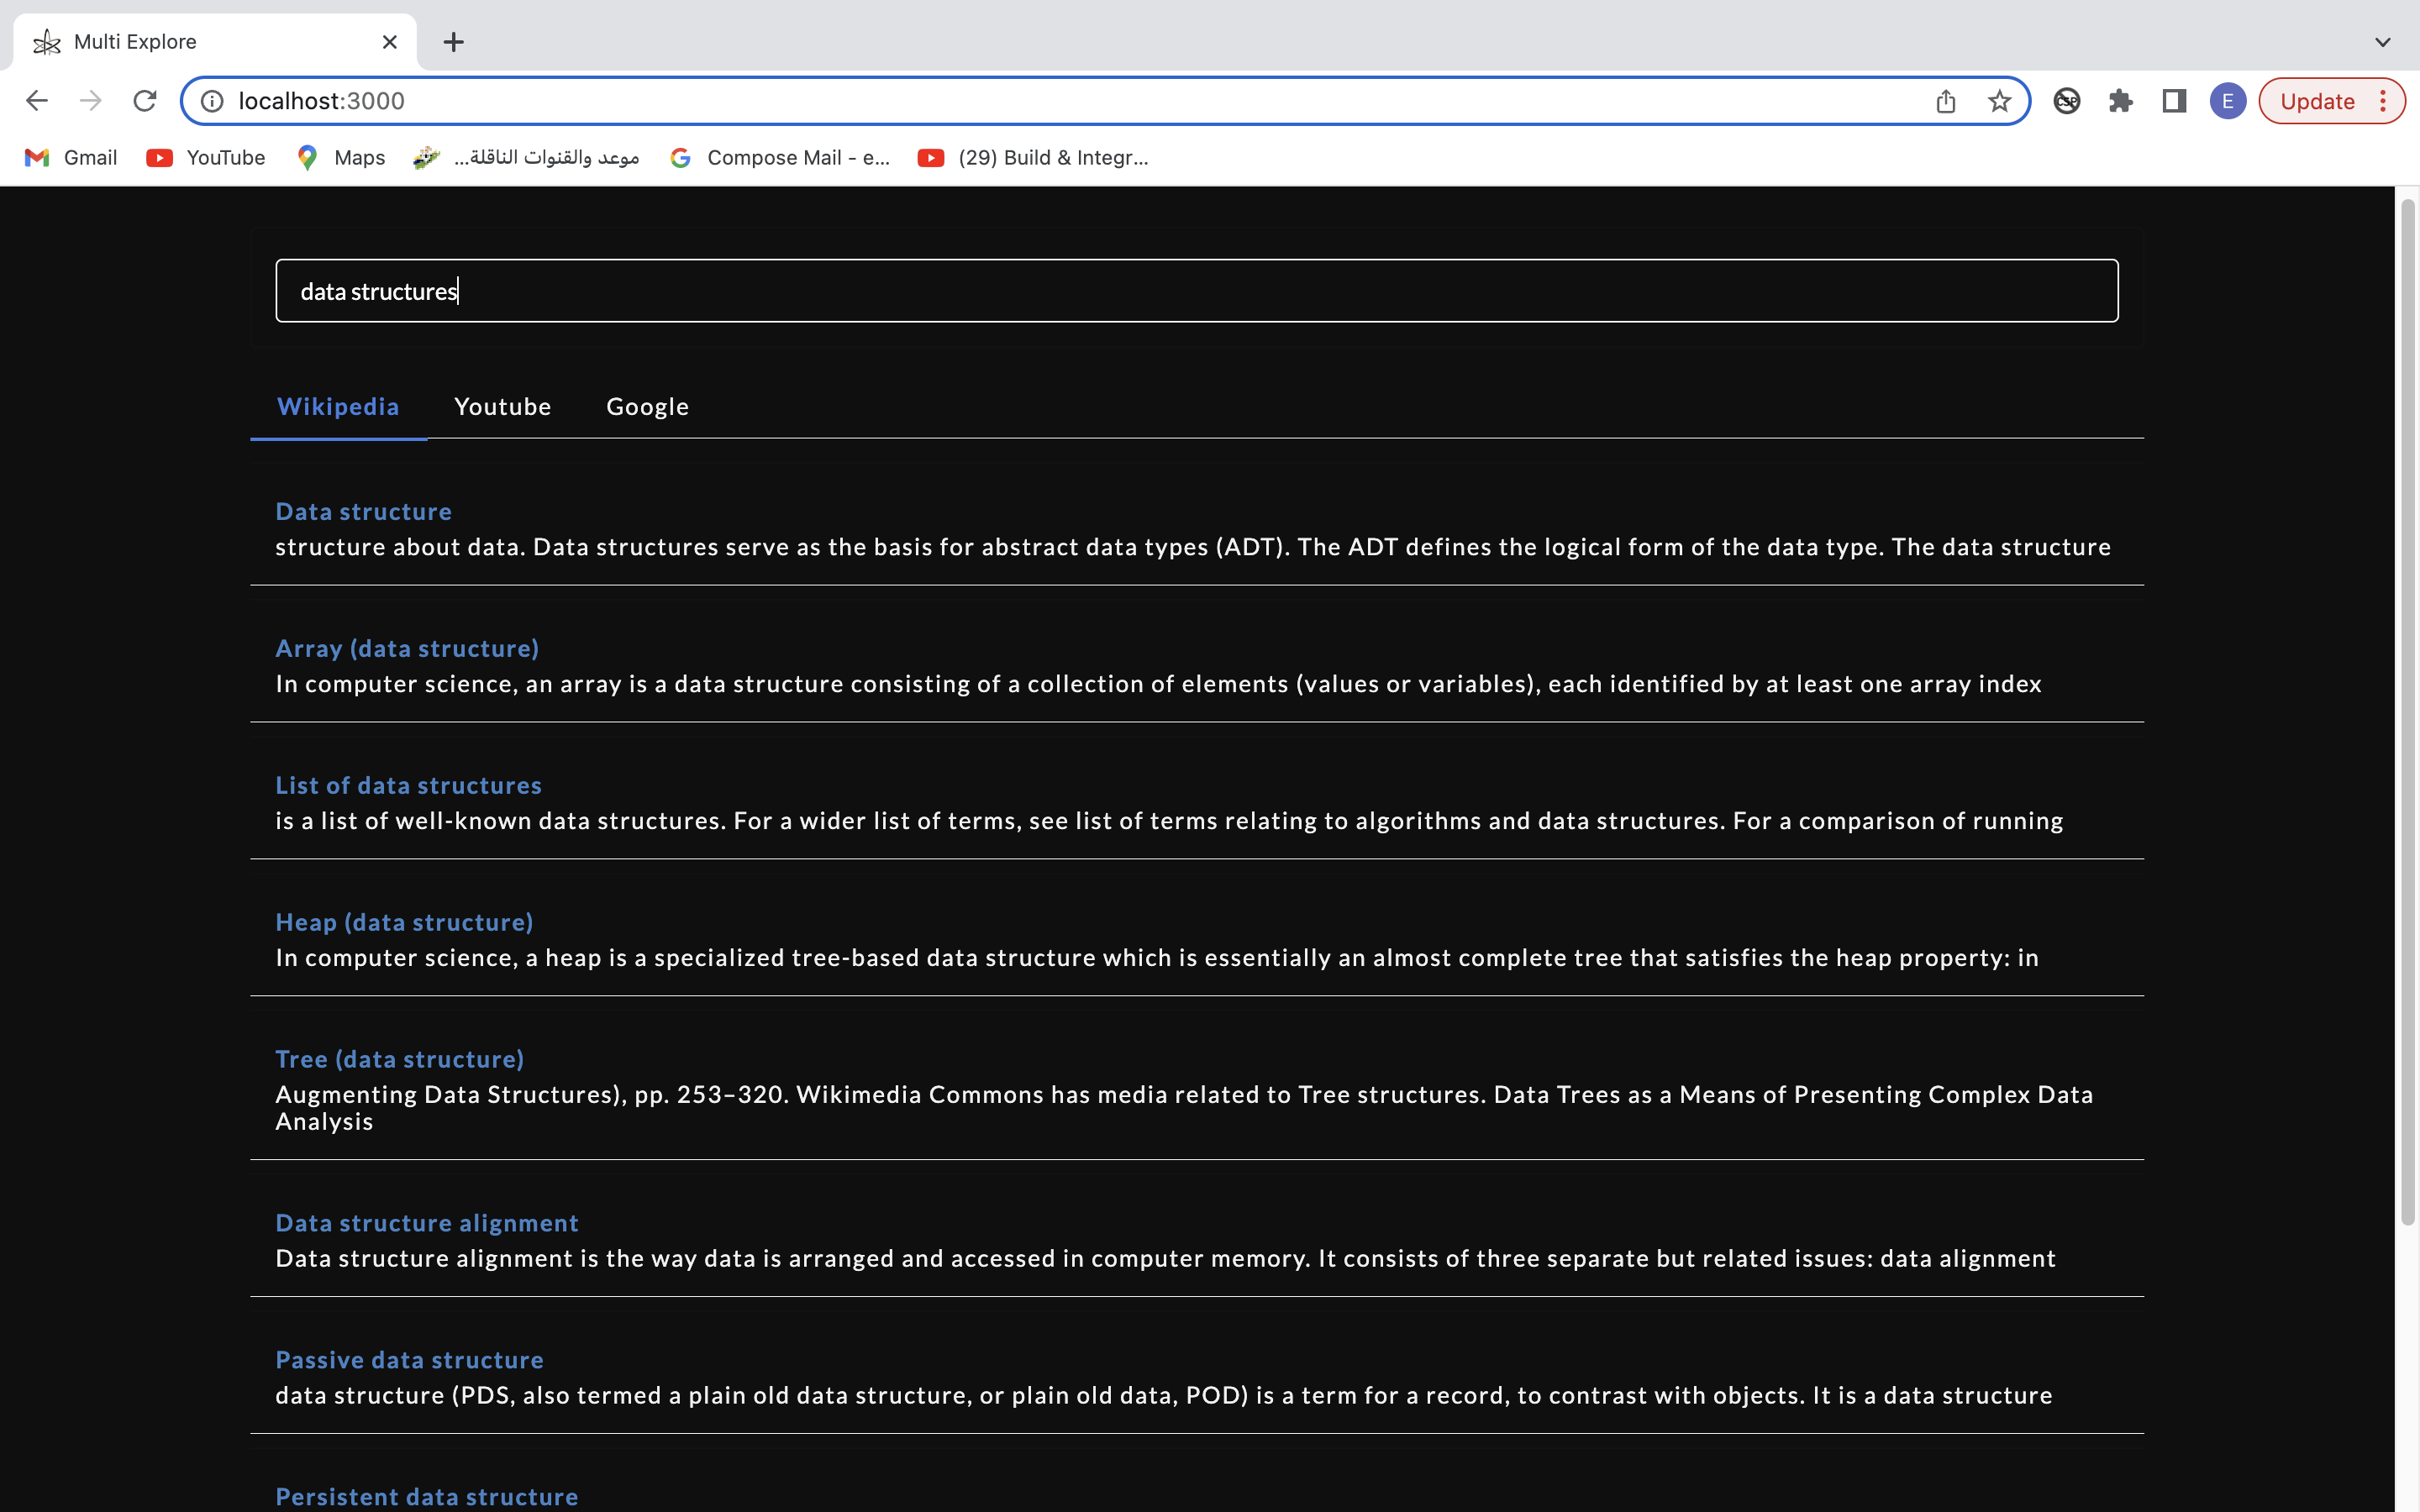 Multi Explore
localhost:3000
E
Update
Gmail
YouTube
Maps
موعد والقنوات الناقلة...
Compose Mail - e...
(29) Build & Integr...
data structures
Wikipedia
Youtube
Google
Data structure
structure about data. Data structures serve as the basis for abstract data types (ADT). The ADT defines the logical form of the data type. The data structure
Array (data structure)
In computer science, an array is a data structure consisting of a collection of elements (values or variables), each identified by at least one array index
List of data structures
is a list of well-known data structures. For a wider list of terms, see list of terms relating to algorithms and data structures. For a comparison of running
Heap (data structure)
In computer science, a heap is a specialized tree-based data structure which is essentially an almost complete tree that satisfies the heap property: in
Tree (data structure)
Augmenting Data Structures), pp. 253–320. Wikimedia Commons has media related to Tree structures. Data Trees as a Means of Presenting Complex Data
Analysis
Data structure alignment
Data structure alignment is the way data is arranged and accessed in computer memory. It consists of three separate but related issues: data alignment
Passive data structure
data structure (PDS, also termed a plain old data structure, or plain old data, POD) is a term for a record, to contrast with objects. It is a data structure
Persistent data structure